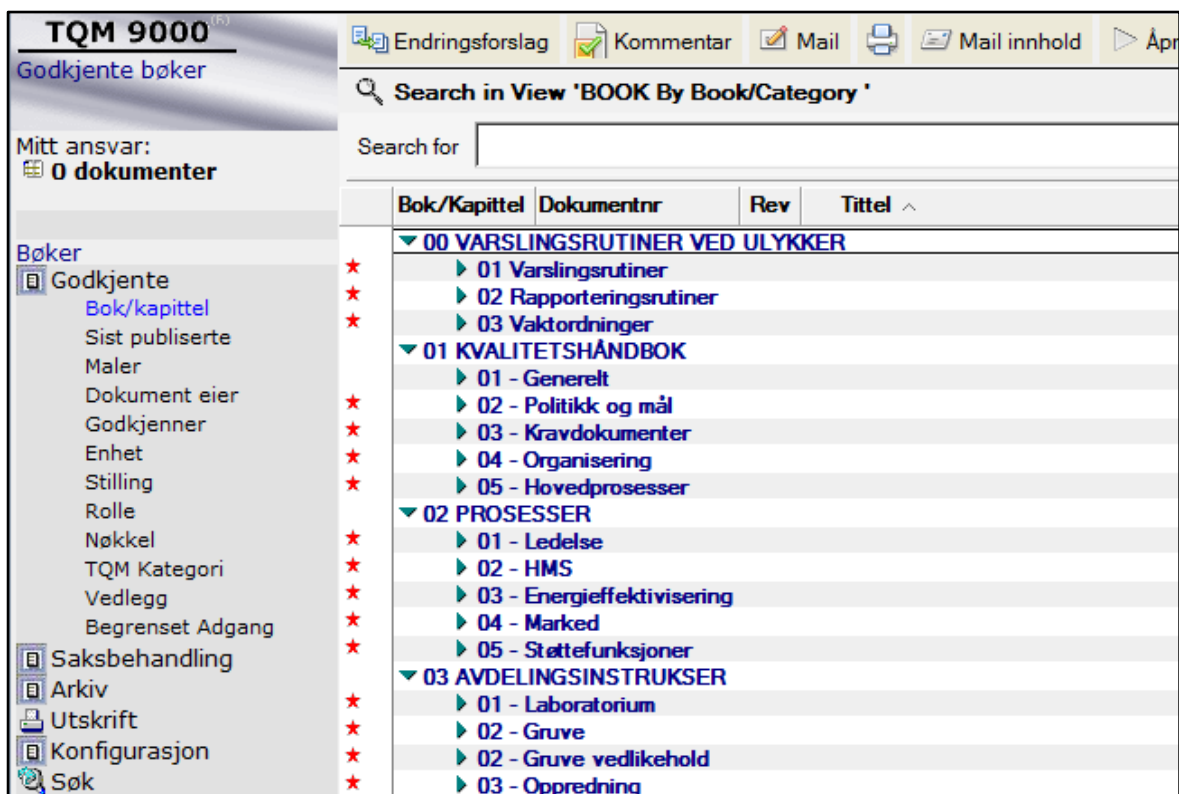 TQM 9000(R)
Godkjente bøker
Mitt ansvar:
0 dokumenter
Bøker
Godkjente
Bok/kapittel
Sist publiserte
Maler
Dokument eier
Godkjenner
Enhet
Stilling
Rolle
Nøkkel
TQM Kategori
Vedlegg
Begrenset Adgang
Saksbehandling
Arkiv
Utskrift
Konfigurasjon
Søk
Endringsforslag Kommentar Mail Mail innhold Åpr
Search in View 'BOOK By Book/Category '
Search for
Bok/Kapittel Dokumentnr Rev Tittel
00 VARSLINGSRUTINER VED ULYKKER
01 Varslingsrutiner
02 Rapporteringsrutiner
03 Vaktordninger
01 KVALITETSHÅNDBOK
01 - Generelt
02 - Politikk og mål
03 - Kravdokumenter
04 - Organisering
05 - Hovedprosesser
02 PROSESSER
01 - Ledelse
02 - HMS
03 - Energieffektivisering
04 - Marked
05 - Støttefunksjoner
03 AVDELINGSINSTRUKSER
01 - Laboratorium
02 - Gruve
02 - Gruve vedlikehold
03 - Oppredning